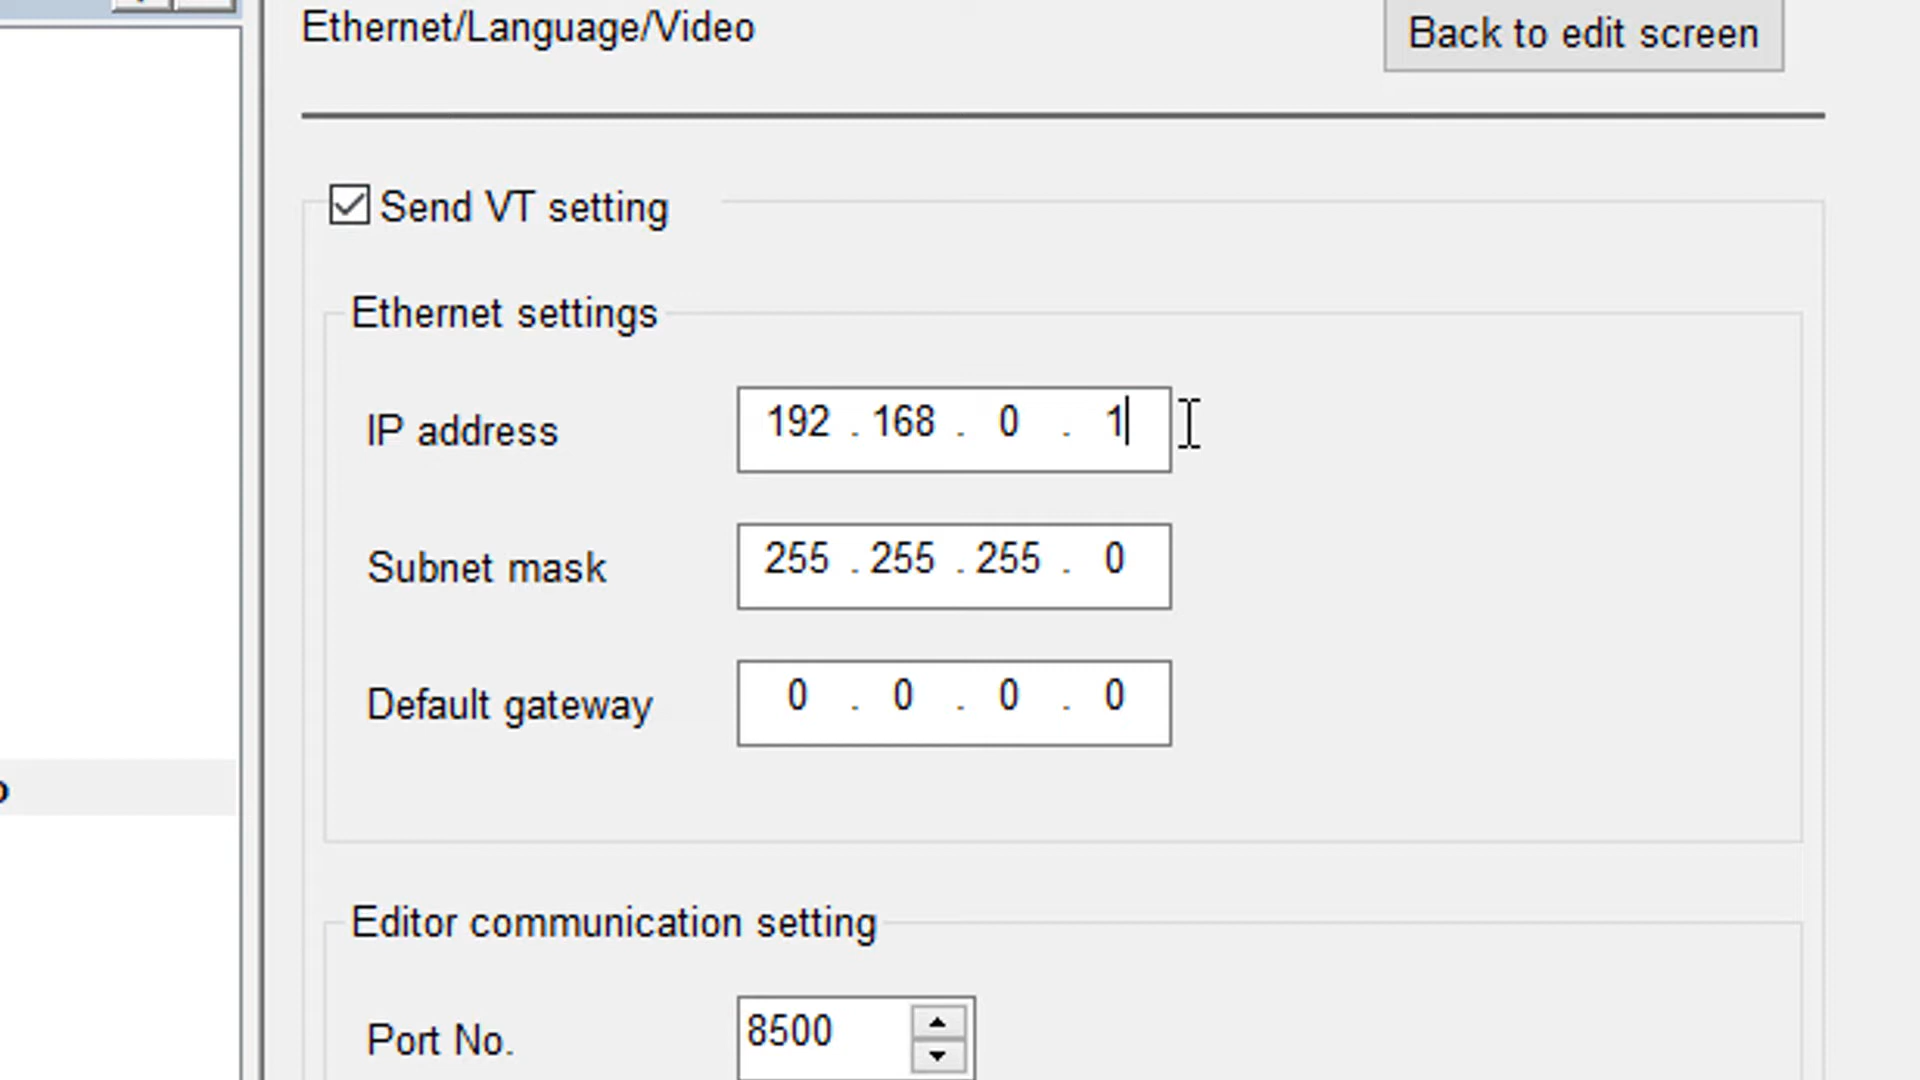 Ethernet/Language/Video
Back to edit screen
Send VT setting
Ethernet settings
IP address 192 . 168 . 0 . 1
Subnet mask 255 . 255 . 255 . 0
Default gateway 0 . 0 . 0 . 0
Editor communication setting
Port No. 8500